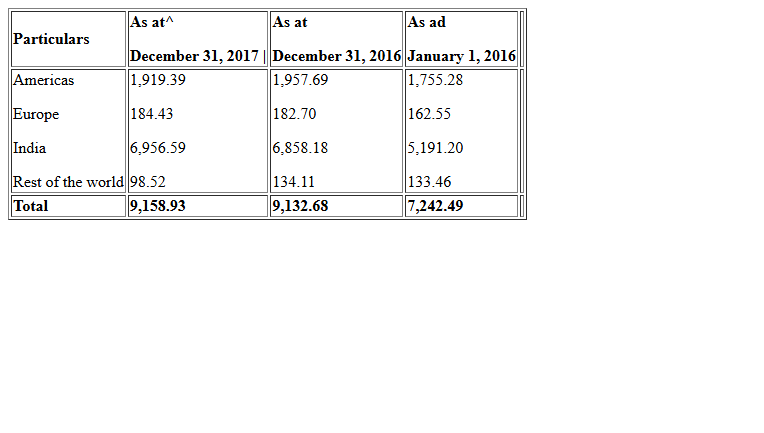 Particulars As at^ As at As ad
December 31, 2017 | December 31, 2016 January 1, 2016
Americas 1,919.39 1,957.69 1,755.28
Europe 184.43 182.70 162.55
India 6,956.59 6,858.18 5,191.20
Rest of the world 98.52 134.11 133.46
Total 9,158.93 9,132.68 7,242.49